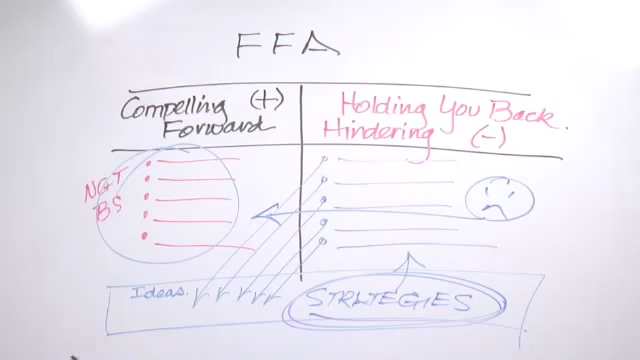 FFA
Compelling (+)
Forward
Holding You Back.
Hindering (-)
NGT
BS
Ideas.
STRATEGIES